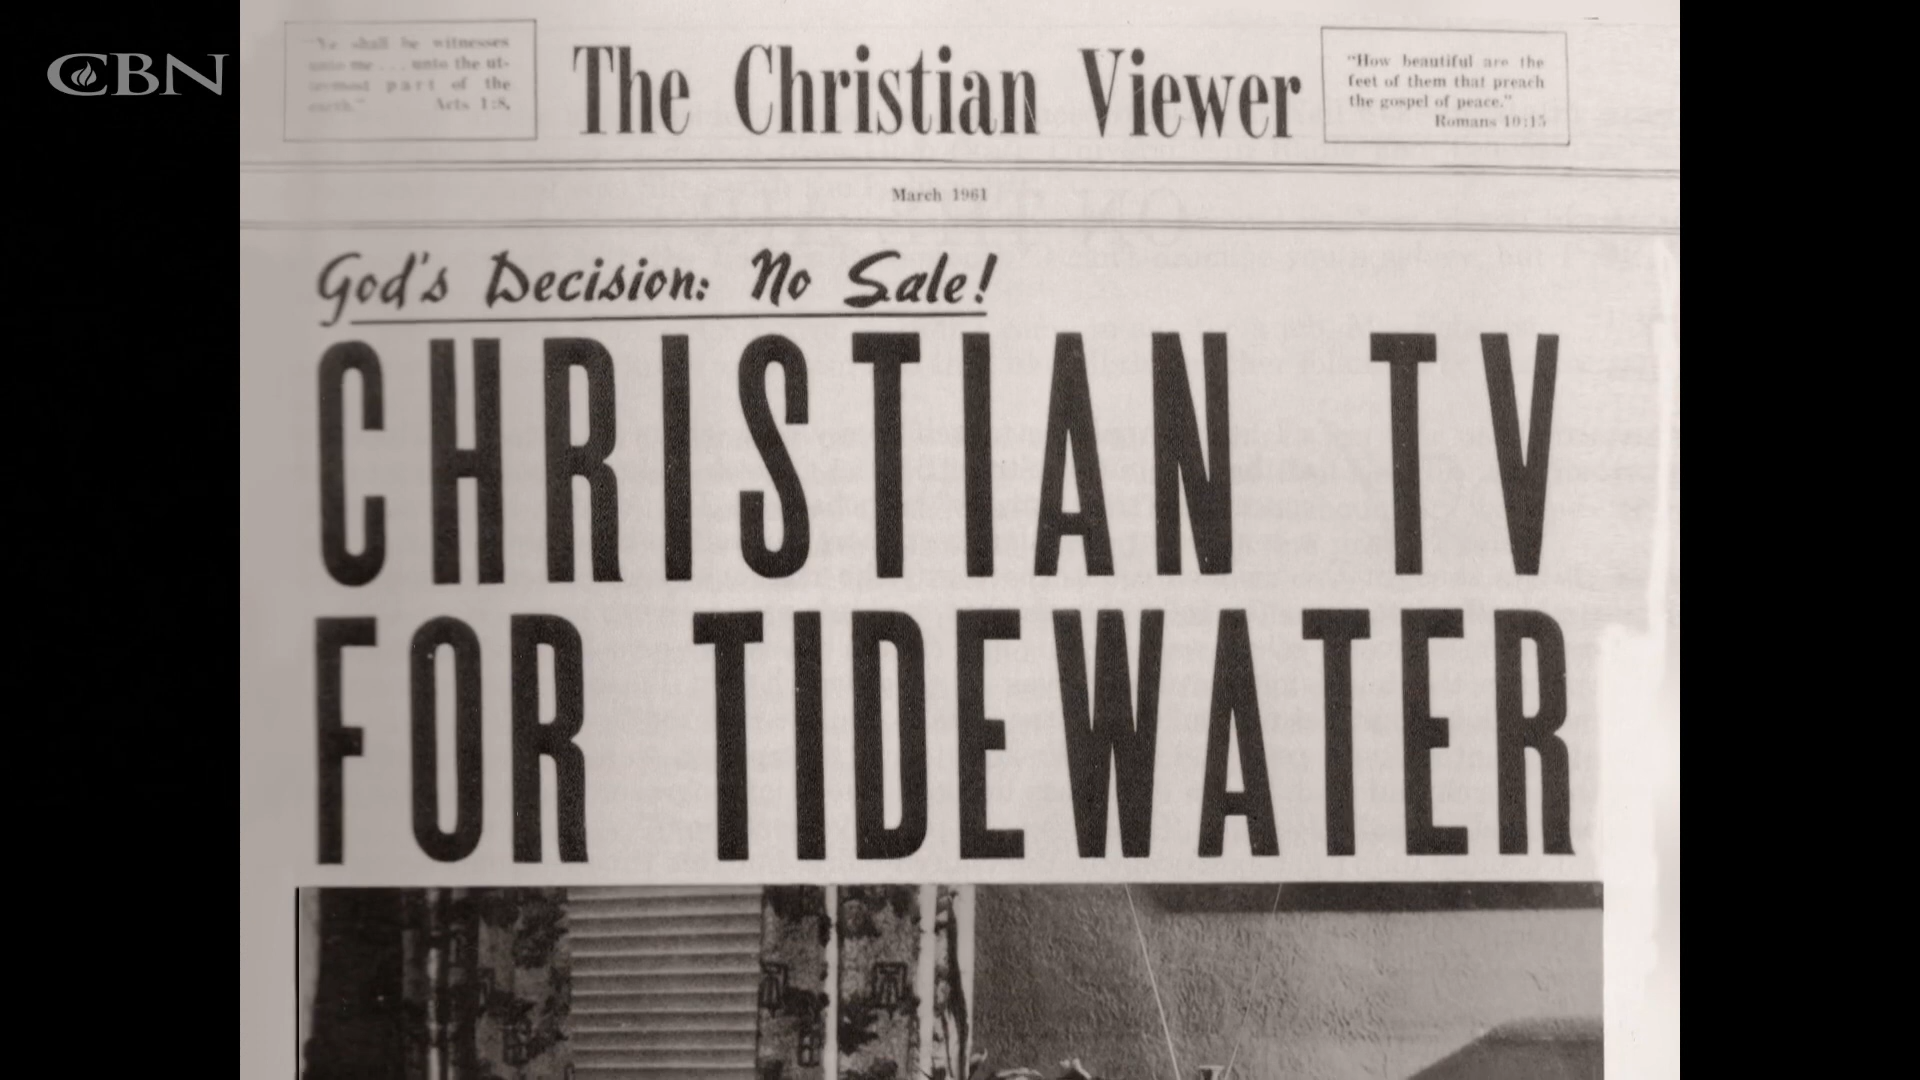 CBN
"Ye shall be witnesses
unto me . . . unto the ut-
termost part of the
earth." Acts 1:8.
The Christian Viewer
"How beautiful are the
feet of them that preach
the gospel of peace."
Romans 10:15
March 1961
God's Decision: No Sale!
CHRISTIAN TV
FOR TIDEWATER